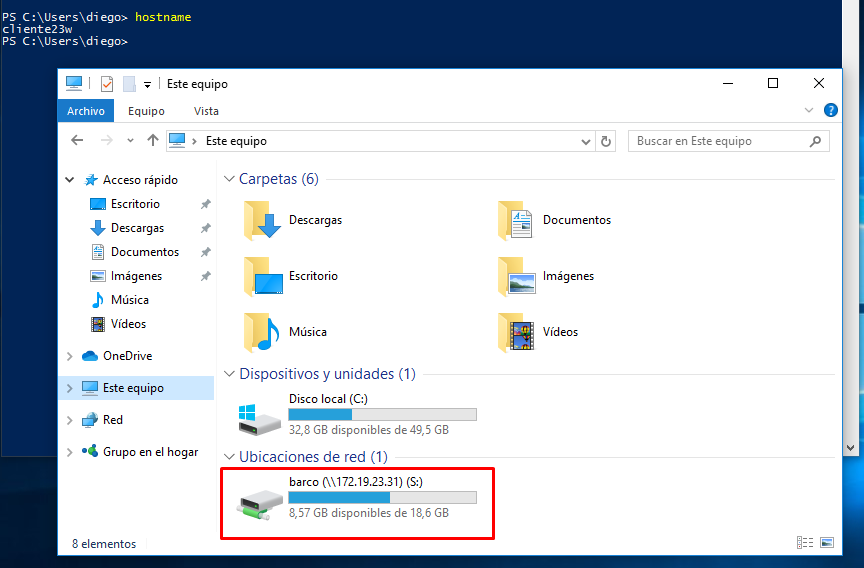 PS C:\Users\diego> hostname
cliente23w
PS C:\Users\diego>
Este equipo
Archivo Equipo Vista
Este equipo
Buscar en Este equipo
Acceso rápido
Escritorio
Descargas
Documentos
Imágenes
Música
Vídeos
OneDrive
Este equipo
Red
Grupo en el hogar
Carpetas (6)
Descargas
Documentos
Escritorio
Imágenes
Música
Vídeos
Dispositivos y unidades (1)
Disco local (C:)
32,8 GB disponibles de 49,5 GB
Ubicaciones de red (1)
barco (\\172.19.23.31) (S:)
8,57 GB disponibles de 18,6 GB
8 elementos